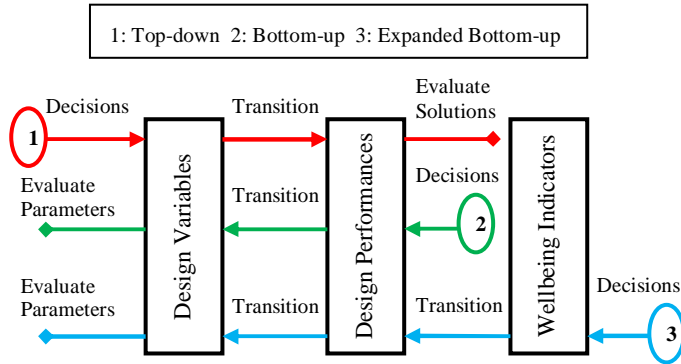 1: Top-down 2: Bottom-up 3: Expanded Bottom-up
Decisions
Transition
Evaluate
Solutions
1
Design Variables
Design Performances
Wellbeing Indicators
Evaluate
Parameters
Transition
Decisions
2
Evaluate
Parameters
Transition
Transition
Decisions
3